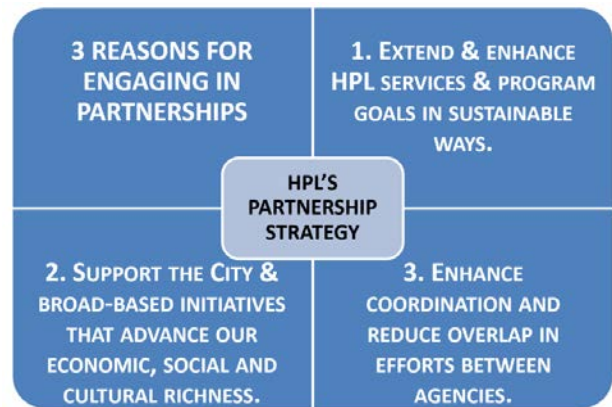 3 REASONS FOR
ENGAGING IN
PARTNERSHIPS
1. EXTEND & ENHANCE
HPL SERVICES & PROGRAM
GOALS IN SUSTAINABLE
WAYS.
HPL'S
PARTNERSHIP
STRATEGY
2. SUPPORT THE CITY &
BROAD-BASED INITIATIVES
THAT ADVANCE OUR
ECONOMIC, SOCIAL AND
CULTURAL RICHNESS.
3. ENHANCE
COORDINATION AND
REDUCE OVERLAP IN
EFFORTS BETWEEN
AGENCIES.